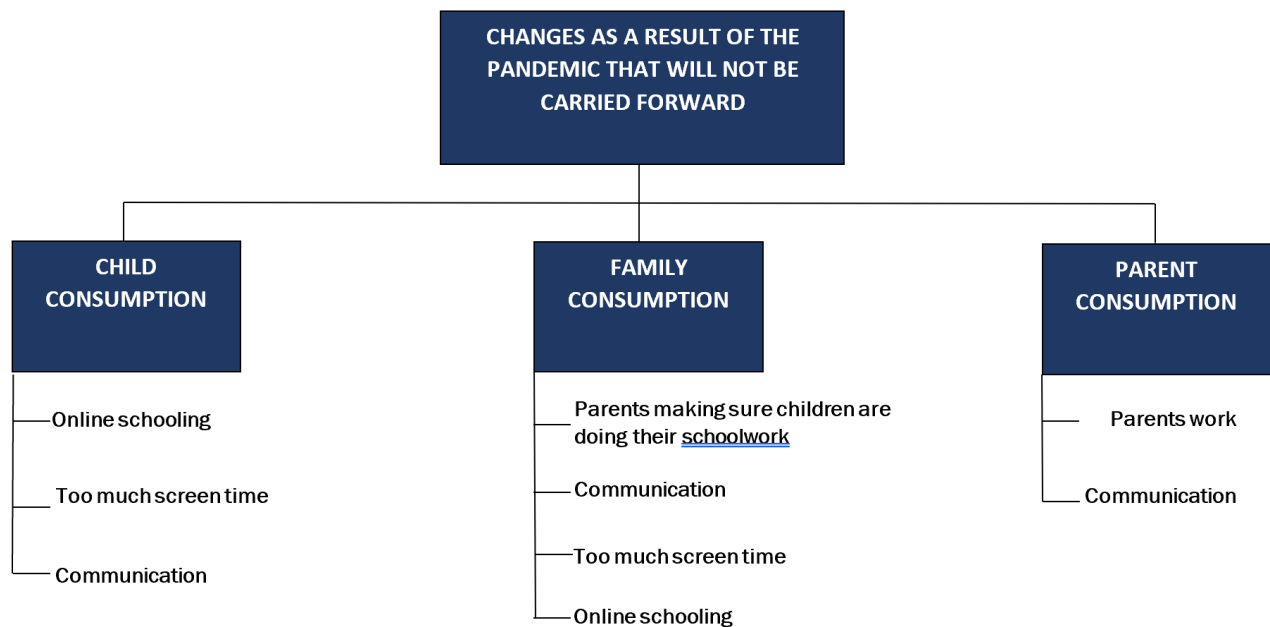 CHANGES AS A RESULT OF THE
PANDEMIC THAT WILL NOT BE
CARRIED FORWARD
CHILD
CONSUMPTION
Online schooling
Too much screen time
Communication
FAMILY
CONSUMPTION
Parents making sure children are
doing their schoolwork
Communication
Too much screen time
Online schooling
PARENT
CONSUMPTION
Parents work
Communication